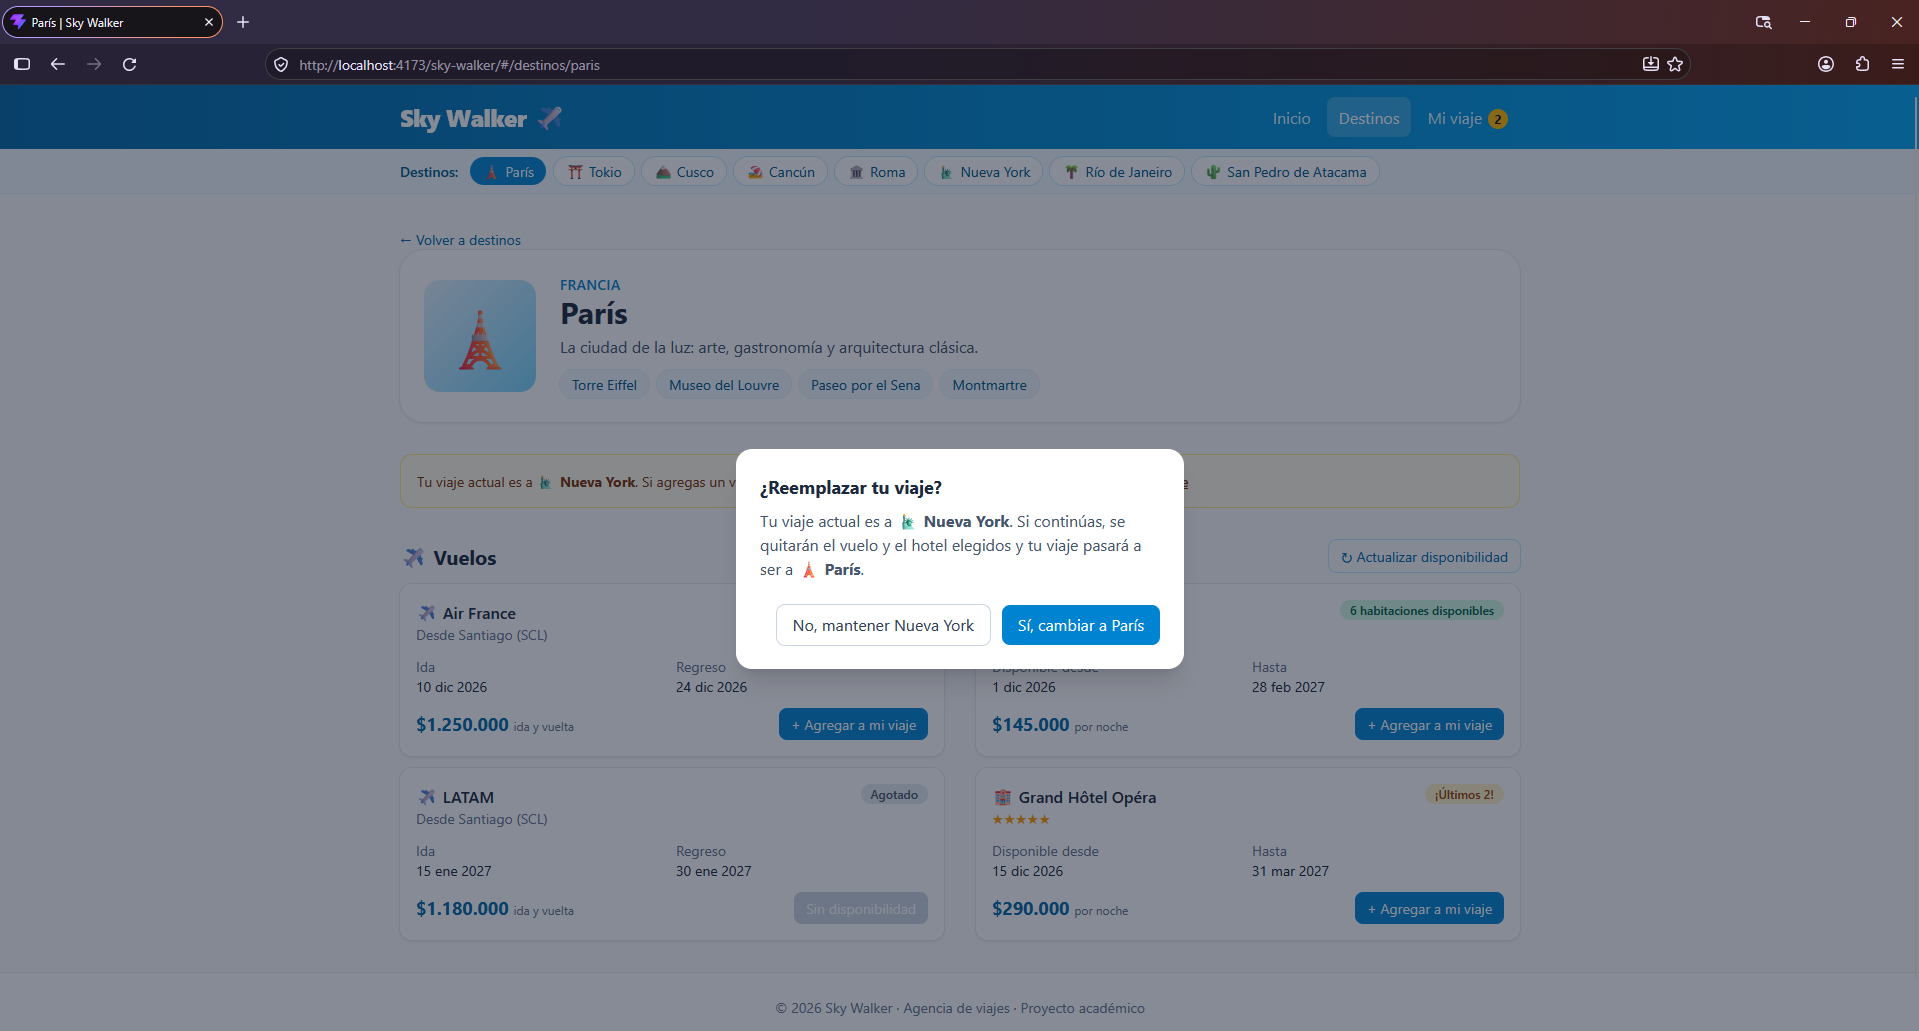 París | Sky Walker
http://localhost:4173/sky-walker/#/destinos/paris
Sky Walker
Inicio
Destinos
Mi viaje 2
Destinos:
París
Tokio
Cusco
Cancún
Roma
Nueva York
Río de Janeiro
San Pedro de Atacama
← Volver a destinos
FRANCIA
París
La ciudad de la luz: arte, gastronomía y arquitectura clásica.
Torre Eiffel
Museo del Louvre
Paseo por el Sena
Montmartre
Tu viaje actual es a Nueva York. Si agregas un v
¿Reemplazar tu viaje?
Tu viaje actual es a Nueva York. Si continúas, se
quitarán el vuelo y el hotel elegidos y tu viaje pasará a
ser a París.
No, mantener Nueva York
Sí, cambiar a París
Vuelos
↻ Actualizar disponibilidad
Air France
Desde Santiago (SCL)
Ida
10 dic 2026
Regreso
24 dic 2026
$1.250.000 ida y vuelta
+ Agregar a mi viaje
6 habitaciones disponibles
Disponible desde
1 dic 2026
Hasta
28 feb 2027
$145.000 por noche
+ Agregar a mi viaje
LATAM
Agotado
Desde Santiago (SCL)
Ida
15 ene 2027
Regreso
30 ene 2027
$1.180.000 ida y vuelta
Sin disponibilidad
Grand Hôtel Opéra
¡Últimos 2!
★★★★★
Disponible desde
15 dic 2026
Hasta
31 mar 2027
$290.000 por noche
+ Agregar a mi viaje
© 2026 Sky Walker · Agencia de viajes · Proyecto académico